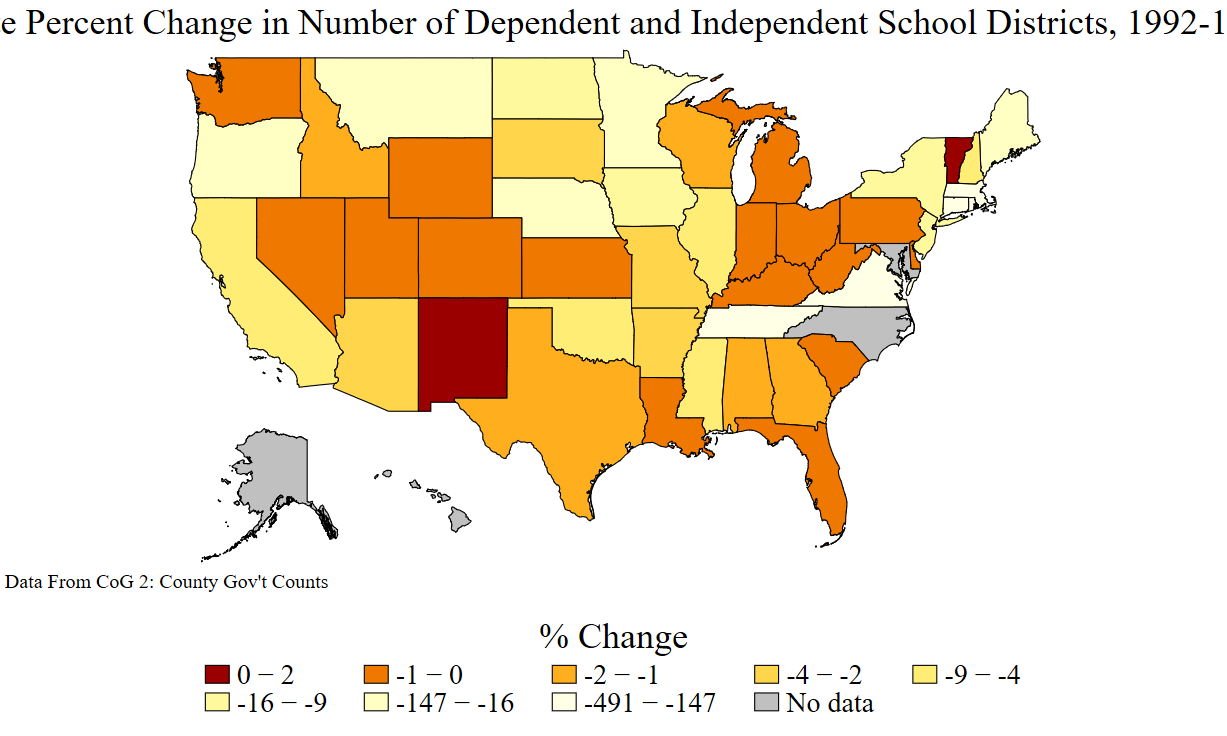 e Percent Change in Number of Dependent and Independent School Districts, 1992-1
Data From CoG 2: County Gov't Counts
% Change
0 − 2 -1 − 0 -2 − -1 -4 − -2 -9 − -4
-16 − -9 -147 − -16 -491 − -147 No data